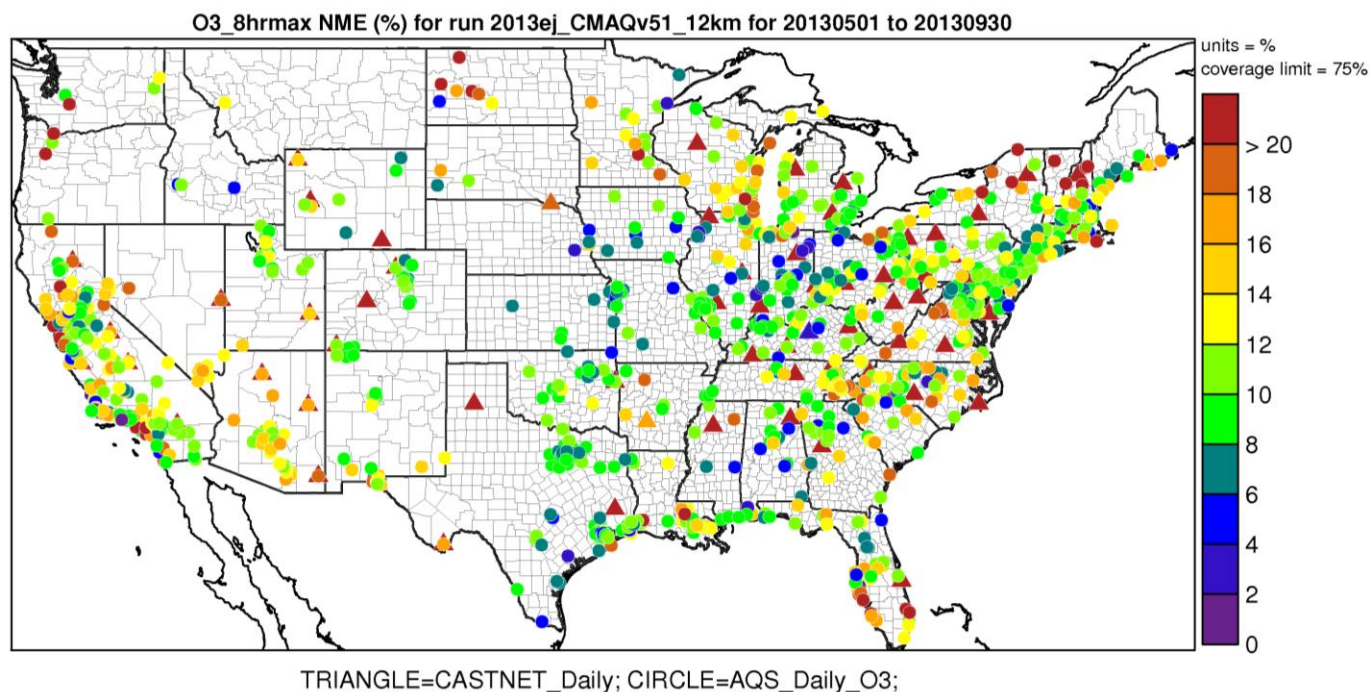 O3_8hrmax NME (%) for run 2013ej_CMAQv51_12km for 20130501 to 20130930
units = %
coverage limit = 75%
> 20
18
16
14
12
10
8
6
4
2
0
TRIANGLE=CASTNET_Daily; CIRCLE=AQS_Daily_O3;